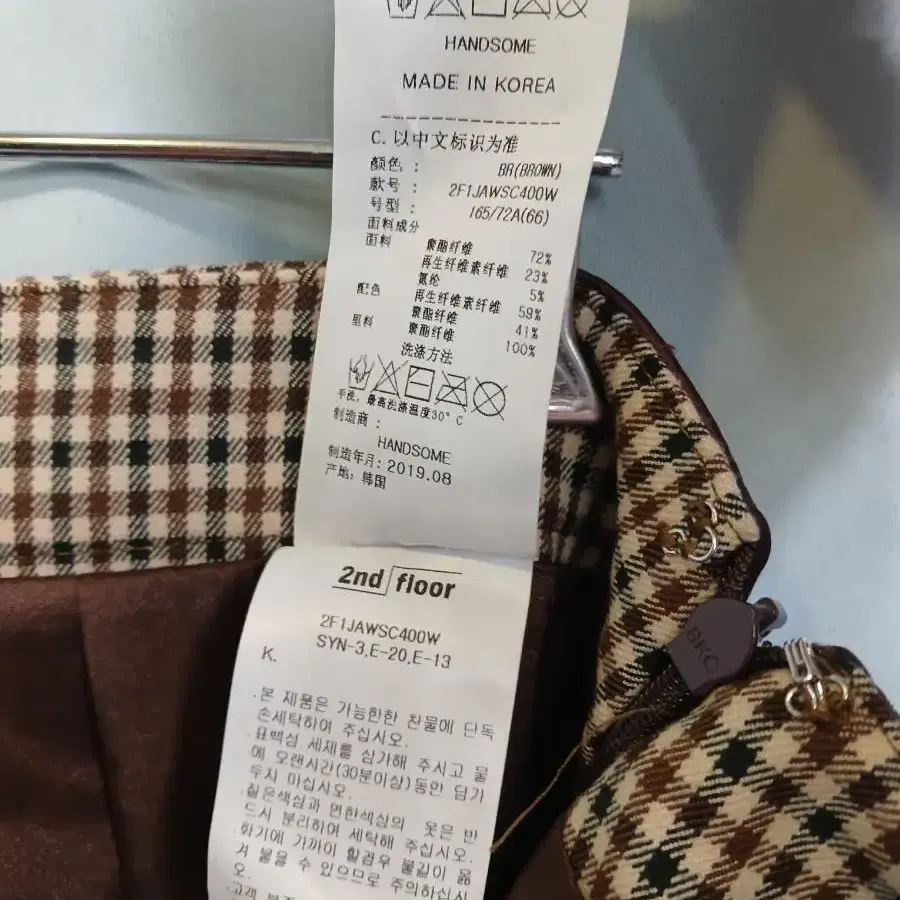 HANDSOME
MADE IN KOREA
C. 以中文标识为准
颜色 : BR(BROWN)
款号 : 2F1JAWSC400W
号型 : 165/72A(66)
面料成分
面料 聚酯纤维 72%
再生纤维素纤维 23%
氨纶 5%
配色 再生纤维素纤维 59%
聚酯纤维 41%
里料 聚酯纤维 100%
洗涤方法
手洗, 最高洗涤温度30°C
制造商 :
HANDSOME
制造年月: 2019.08
产地: 韩国
2nd floor
2F1JAWSC400W
SYN-3,E-20,E-13
K.
.본 제품은 가능한한 찬물에 단독
손세탁하여 주십시오.
.표백섬 세제를 삼가해 주시고 물
에 오랜시간(30분이상)동안 담기
두시 마십시오.
.짙은색상과 연한색상의 옷은 반
드시 분리하여 세탁해 주십시오.
.화기에 가까이 할경우 불길이 옮
겨 붙을 수 있으므로 주의하십시
오.
BKC